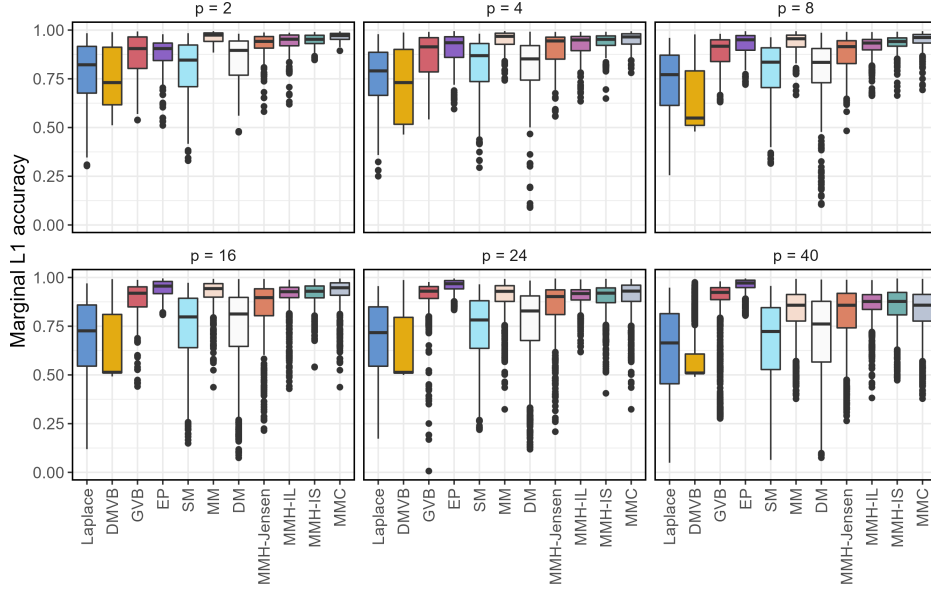 p = 2
p = 4
p = 8
1.00
0.75
0.50
0.25
0.00
Marginal L1 accuracy
p = 16
p = 24
p = 40
1.00
0.75
0.50
0.25
0.00
Laplace
DMVB
GVB
EP
SM
MM
DM
MMH-Jensen
MMH-IL
MMH-IS
MMC
Laplace
DMVB
GVB
EP
SM
MM
DM
MMH-Jensen
MMH-IL
MMH-IS
MMC
Laplace
DMVB
GVB
EP
SM
MM
DM
MMH-Jensen
MMH-IL
MMH-IS
MMC